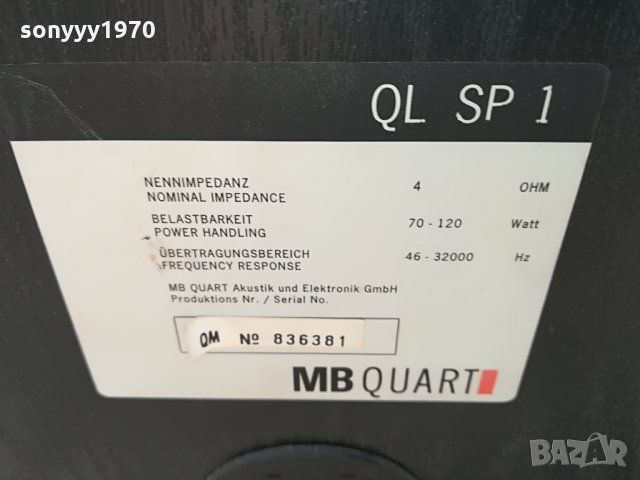 sonyyy1970
QL SP 1
NENNIMPEDANZ
NOMINAL IMPEDANCE
4 OHM
BELASTBARKEIT
POWER HANDLING
70 - 120 Watt
ÜBERTRAGUNGSBEREICH
FREQUENCY RESPONSE
46 - 32000 Hz
MB QUART Akustik und Elektronik GmbH
Produktions Nr. / Serial No.
QM № 836381
MB QUART
BAZAR